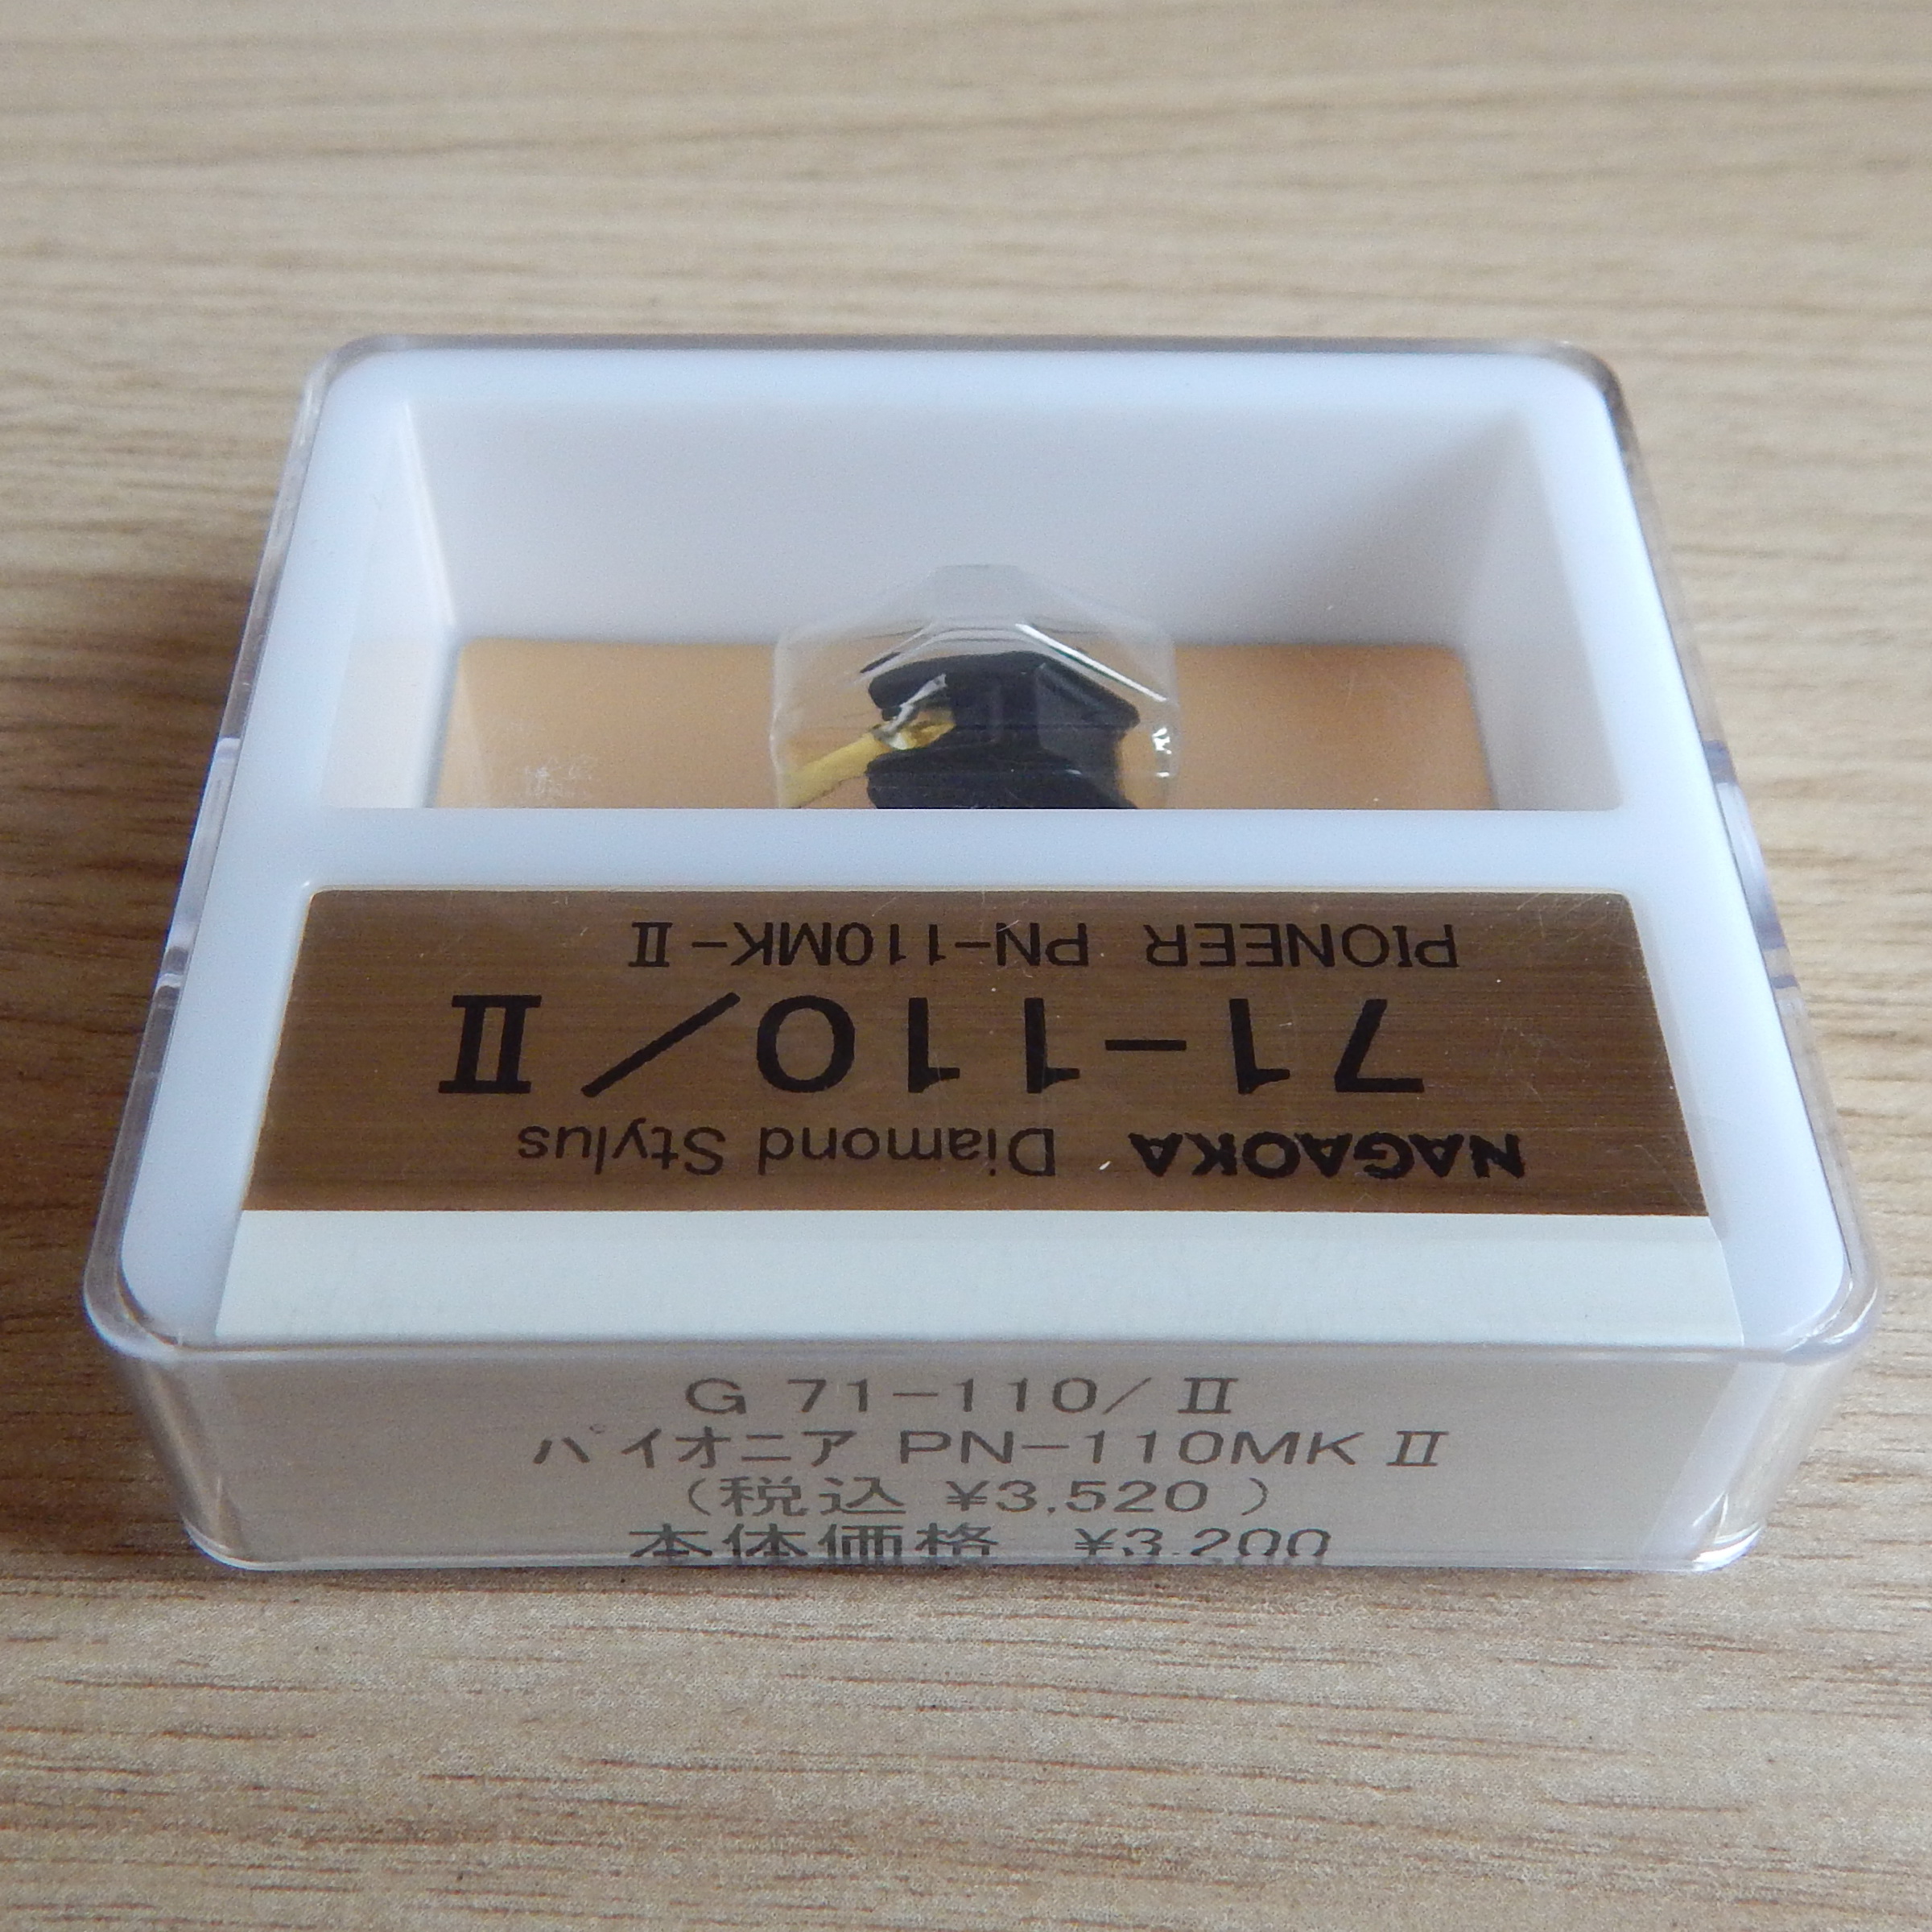 NAGAOKA Diamond Stylus
71-110/Ⅱ
PIONEER PN-110MK-Ⅱ
G 71-110/Ⅱ
パイオニア PN-110MKⅡ
(税込 ¥3,520)
本体価格 ¥3,200